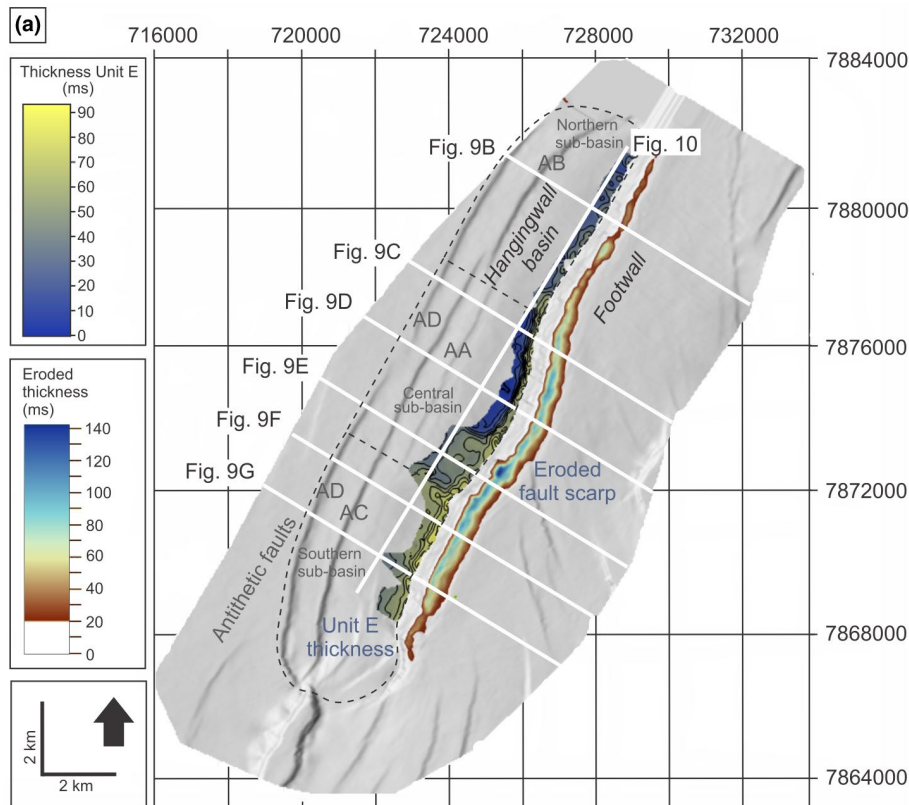 (a)
716000 720000 724000 728000 732000
7884000
7880000
7876000
7872000
7868000
7864000
Thickness Unit E
(ms)
90
80
70
60
50
40
30
20
10
0
Eroded
thickness
(ms)
140
120
100
80
60
40
20
0
2 km
2 km
Fig. 9B
Fig. 9C
Fig. 9D
Fig. 9E
Fig. 9F
Fig. 9G
Fig. 10
Northern
sub-basin
AB
Hangingwall
basin
Footwall
AD
AA
Central
sub-basin
Eroded
fault scarp
AD
AC
Southern
sub-basin
Antithetic faults
Unit E
thickness